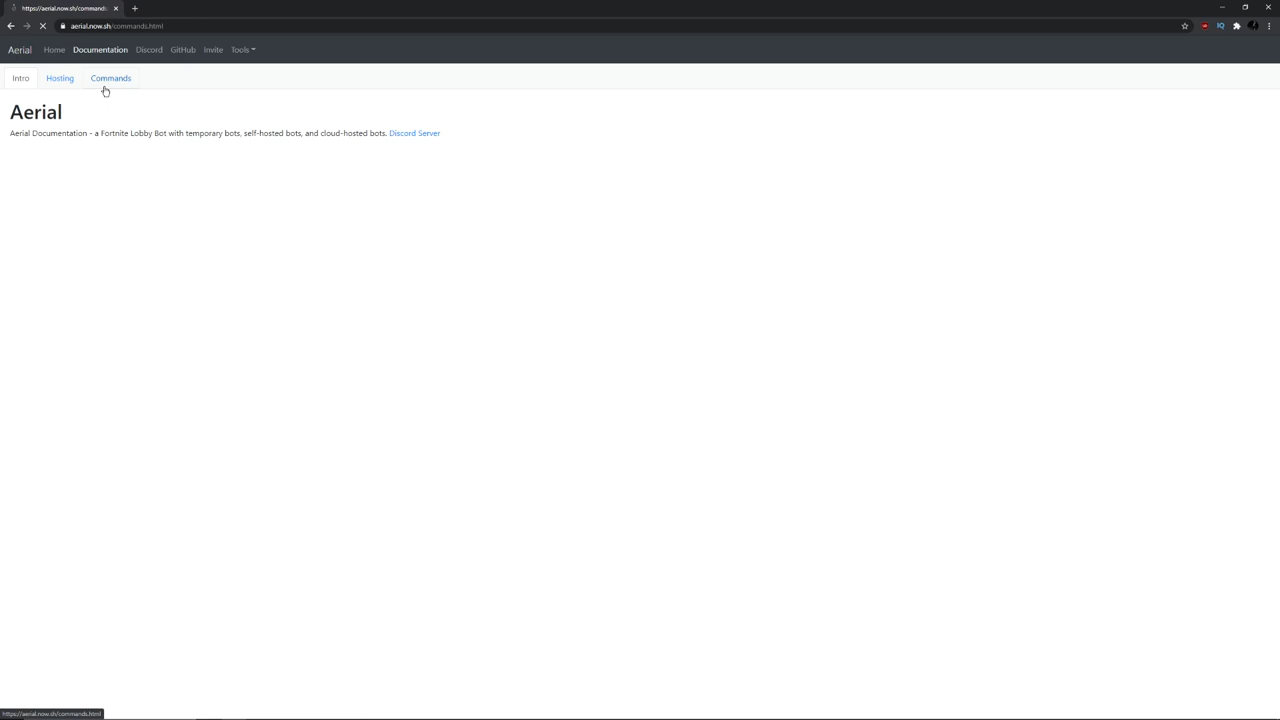 https://aerial.now.sh/commands
aerial.now.sh/commands.html
Aerial Home Documentation Discord GitHub Invite Tools
Intro Hosting Commands
Aerial
Aerial Documentation - a Fortnite Lobby Bot with temporary bots, self-hosted bots, and cloud-hosted bots. Discord Server
https://aerial.now.sh/commands.html